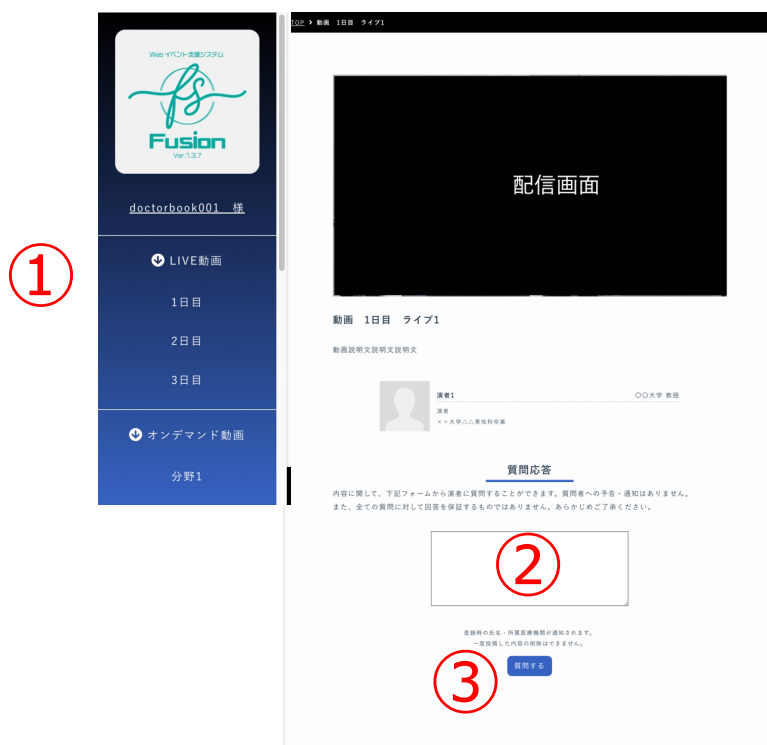 TOP > 動画 1日目 ライブ1
Web イベント支援システム
fs
Fusion
Ver.1.3.7
doctorbook001 様
①
LIVE動画
1日目
2日目
3日目
オンデマンド動画
分野1
配信画面
動画 1日目 ライブ1
動画説明文説明文説明文
演者1 〇〇大学 教授
演者
××大学△△専攻科卒業
質問応答
内容に関して、下記フォームから演者に質問することができます。質問者への予告・通知はありません。
また、全ての質問に対して回答を保証するものではありません。あらかじめご了承ください。
②
登録時の氏名・所属医療機関が通知されます。
一度投稿した内容の削除はできません。
③
質問する